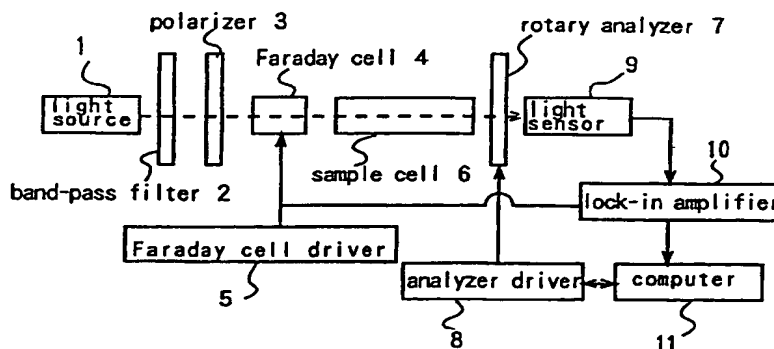 polarizer 3
rotary analyzer 7
1
Faraday cell 4
9
light
source
light
sensor
10
band-pass filter 2
sample cell 6
lock-in amplifier
Faraday cell driver
5
analyzer driver
computer
8
11